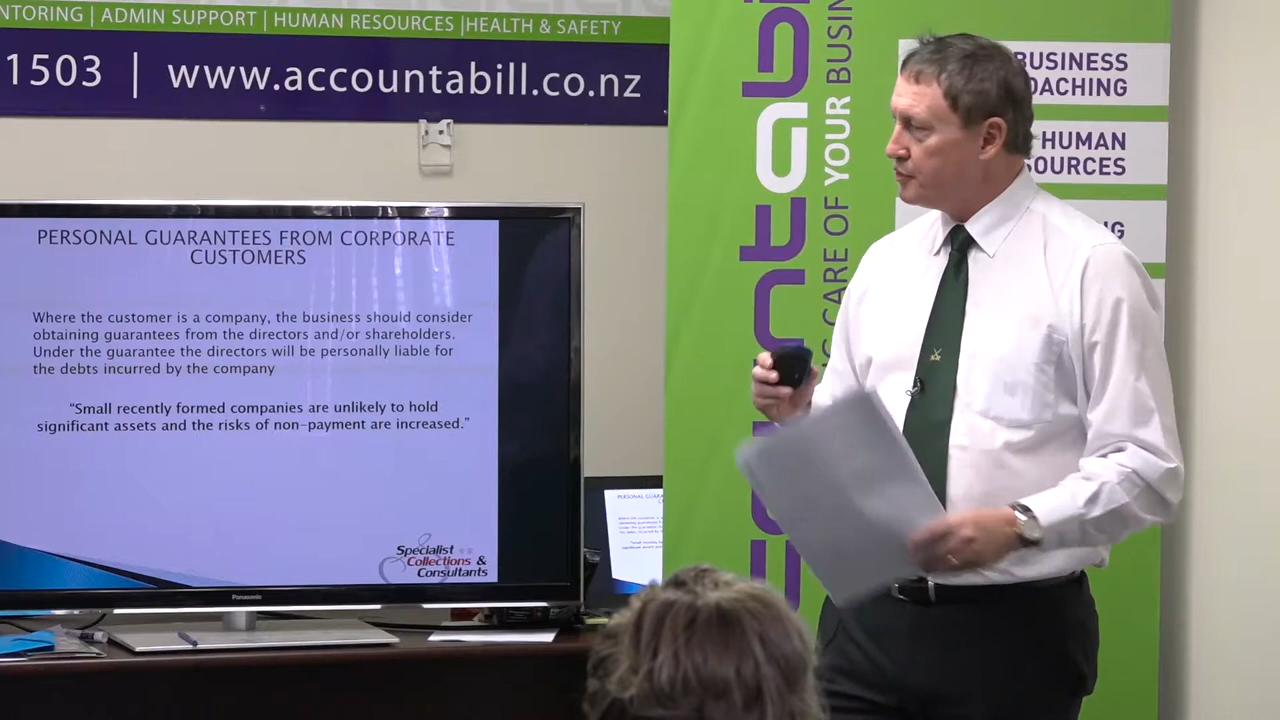 NTORING | ADMIN SUPPORT | HUMAN RESOURCES |HEALTH & SAFETY
1503 | www.accountabill.co.nz
PERSONAL GUARANTEES FROM CORPORATE
CUSTOMERS
Where the customer is a company, the business should consider
obtaining guarantees from the directors and/or shareholders.
Under the guarantee the directors will be personally liable for
the debts incurred by the company
“Small recently formed companies are unlikely to hold
significant assets and the risks of non-payment are increased.”
Specialist
Collections &
Consultants
Panasonic
CARE OF YOUR BUSIN
BUSINESS
OACHING
HUMAN
OURCES
NG
PERSONAL GUARA